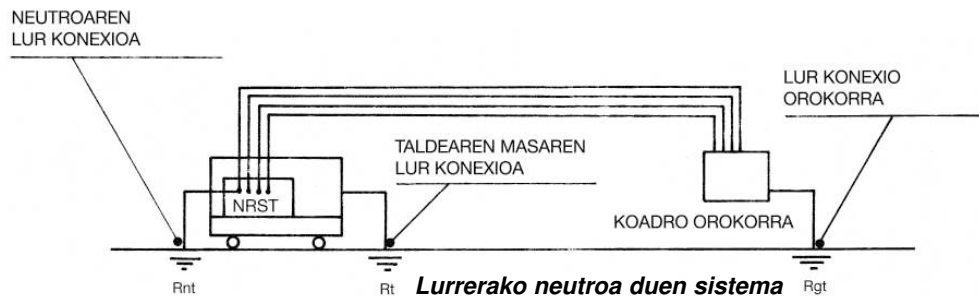 NEUTROAREN
LUR KONEXIOA
LUR KONEXIO
OROKORRA
TALDEAREN MASAREN
LUR KONEXIOA
NRST
KOADRO OROKORRA
Rnt
Rt
Lurrerako neutroa duen sistema
Rgt